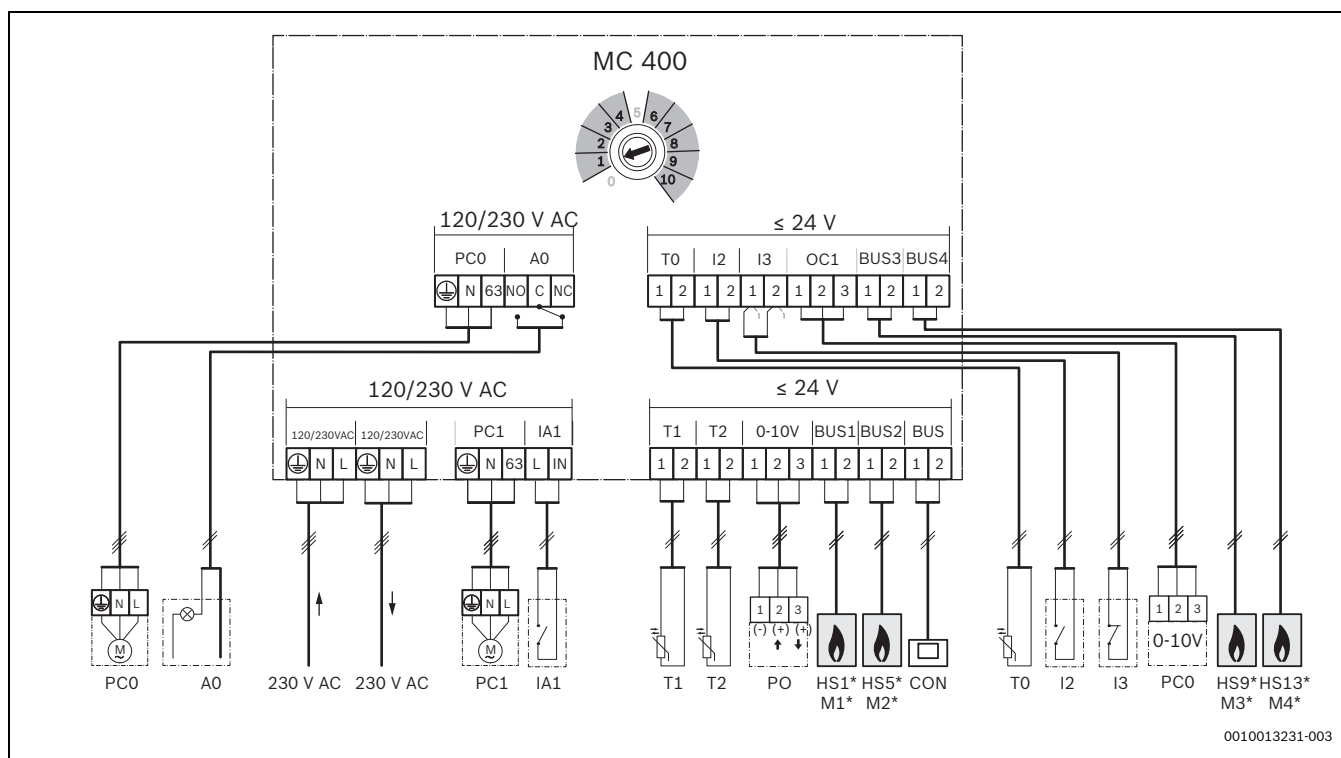 MC 400
0 1 2 3 4 5 6 7 8 9 10
120/230 V AC
≤ 24 V
PC0 A0
T0 I2 I3 OC1 BUS3 BUS4
N 63 NO C NC
1 2 1 2 1 2 1 2 3 1 2 1 2
120/230 V AC
≤ 24 V
120/230VAC 120/230VAC PC1 IA1
T1 T2 0-10V BUS1 BUS2 BUS
N L N L N 63 L IN
1 2 1 2 1 2 3 1 2 1 2 1 2
N L
N L
1 2 3
1 2 3
(-) (+) (+)
0-10V
M
~
M
~
PC0 A0 230 V AC 230 V AC PC1 IA1 T1 T2 PO HS1* HS5* CON T0 I2 I3 PC0 HS9* HS13*
M1* M2* M3* M4*
0010013231-003